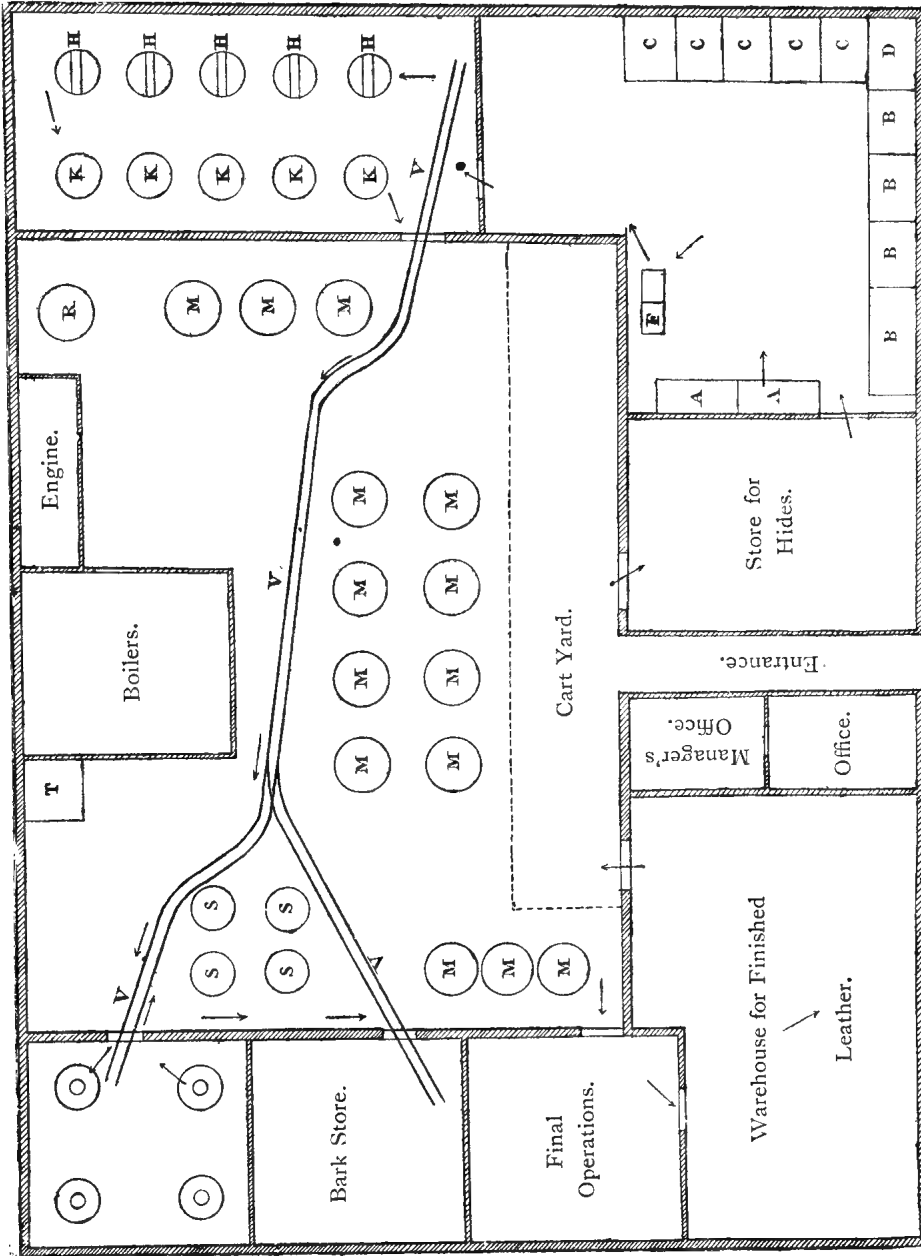 T
Engine.
R
K
H
V
Boilers.
K
H
S S
M
K
H
S S
V
M
K
H
Bark Store.
V
M M M M
M
K
H
V
M
M M M M
M
M
Final
Operations.
Cart Yard.
Manager's
Office.
Entrance.
Office.
Store for
Hides.
A
A
F
C
C
C
C
C
B B B B D
Warehouse for Finished
Leather.